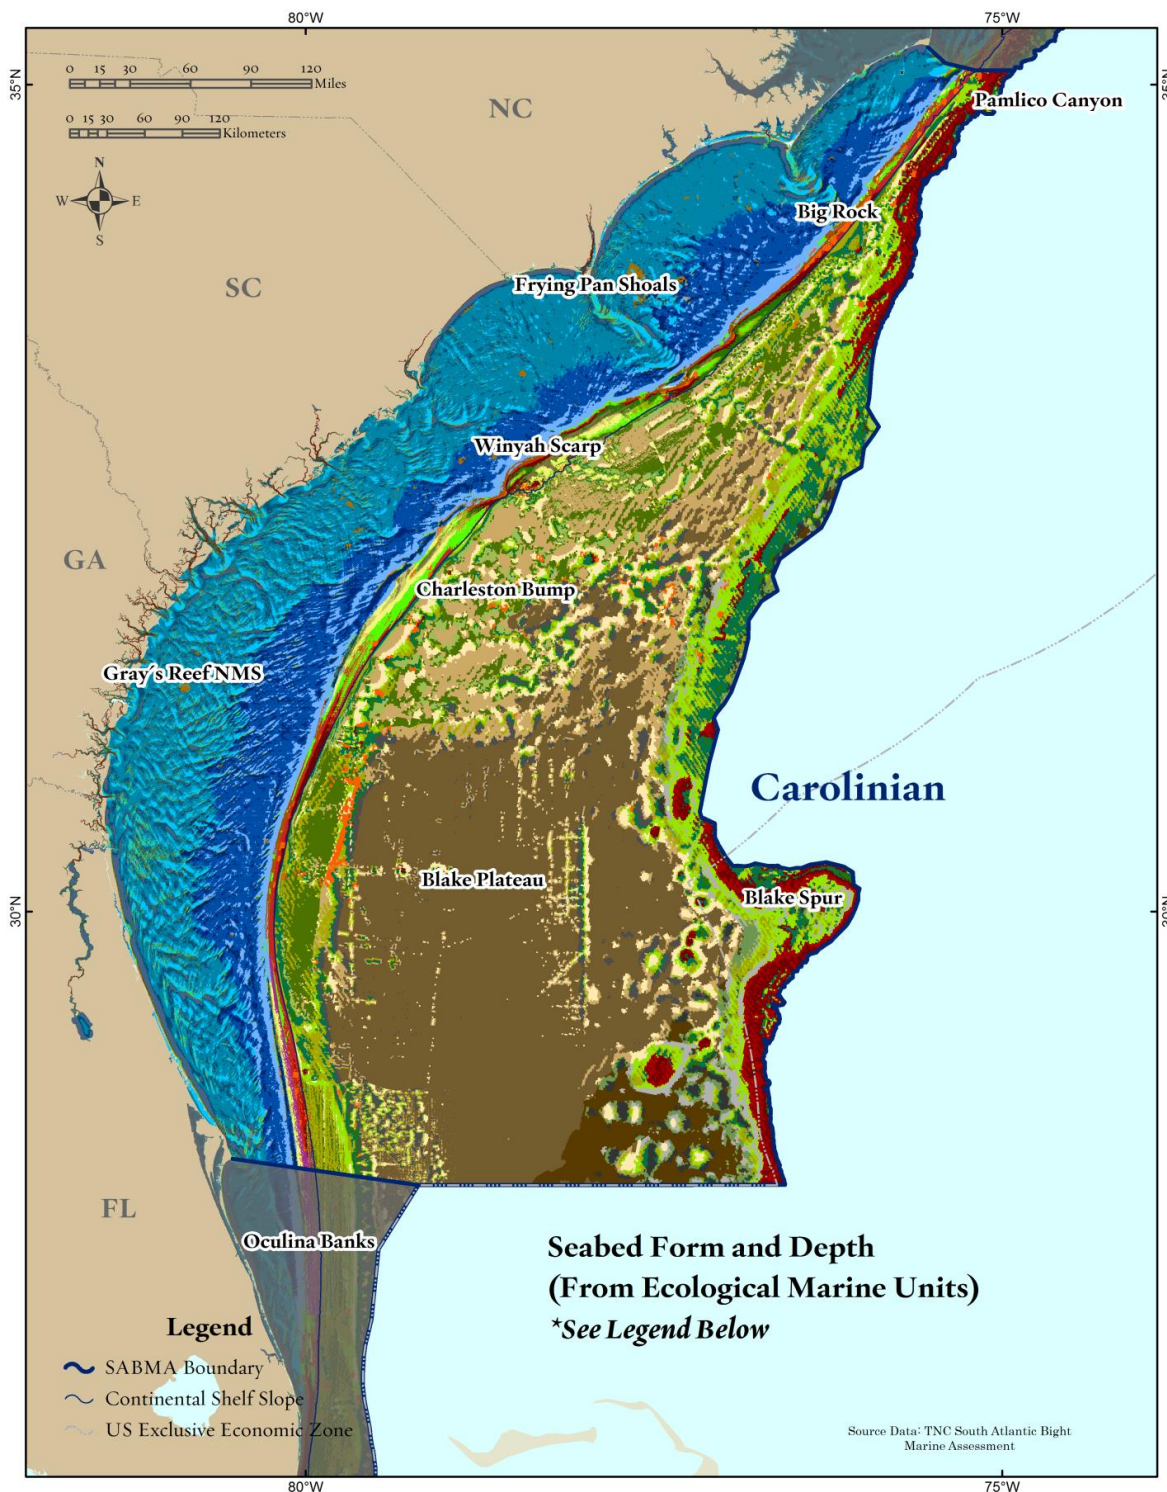 80°W
75°W
35°N
35°N
0 15 30 60 90 120
Miles
0 15 30 60 90 120
Kilometers
N
W E
S
NC
Pamlico Canyon
Big Rock
SC
Frying Pan Shoals
Winyah Scarp
GA
Charleston Bump
Gray's Reef NMS
Carolinian
Blake Plateau
Blake Spur
30°N
30°N
FL
Oculina Banks
Seabed Form and Depth
(From Ecological Marine Units)
*See Legend Below
Legend
SABMA Boundary
Continental Shelf Slope
US Exclusive Economic Zone
Source Data: TNC South Atlantic Bight
Marine Assessment
80°W
75°W